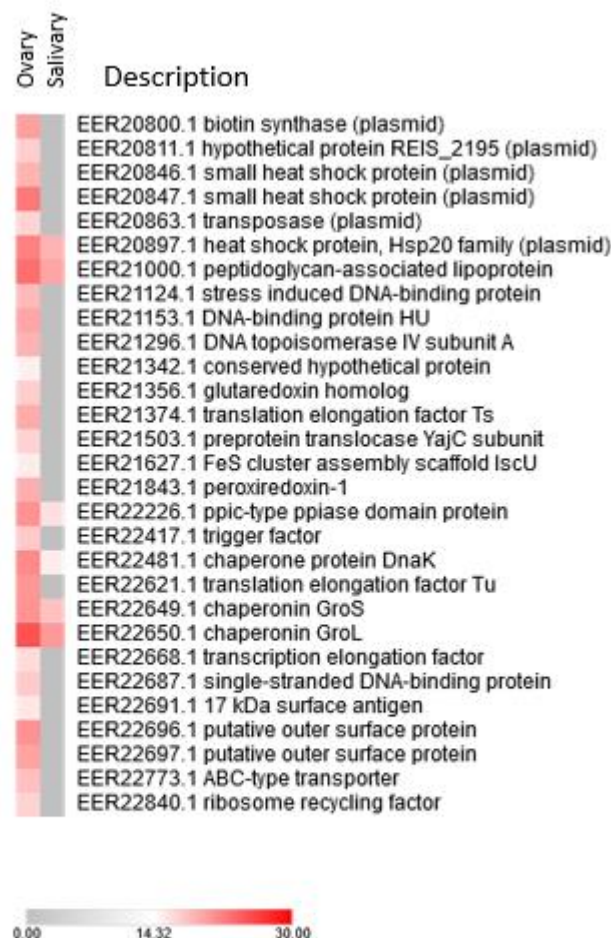 Ovary
Salivary
Description
EER20800.1 biotin synthase (plasmid)
EER20811.1 hypothetical protein REIS_2195 (plasmid)
EER20846.1 small heat shock protein (plasmid)
EER20847.1 small heat shock protein (plasmid)
EER20863.1 transposase (plasmid)
EER20897.1 heat shock protein, Hsp20 family (plasmid)
EER21000.1 peptidoglycan-associated lipoprotein
EER21124.1 stress induced DNA-binding protein
EER21153.1 DNA-binding protein HU
EER21296.1 DNA topoisomerase IV subunit A
EER21342.1 conserved hypothetical protein
EER21356.1 glutaredoxin homolog
EER21374.1 translation elongation factor Ts
EER21503.1 preprotein translocase YajC subunit
EER21627.1 FeS cluster assembly scaffold IscU
EER21843.1 peroxiredoxin-1
EER22226.1 ppic-type ppiase domain protein
EER22417.1 trigger factor
EER22481.1 chaperone protein DnaK
EER22621.1 translation elongation factor Tu
EER22649.1 chaperonin GroS
EER22650.1 chaperonin GroL
EER22668.1 transcription elongation factor
EER22687.1 single-stranded DNA-binding protein
EER22691.1 17 kDa surface antigen
EER22696.1 putative outer surface protein
EER22697.1 putative outer surface protein
EER22773.1 ABC-type transporter
EER22840.1 ribosome recycling factor
0.00 14.32 30.00